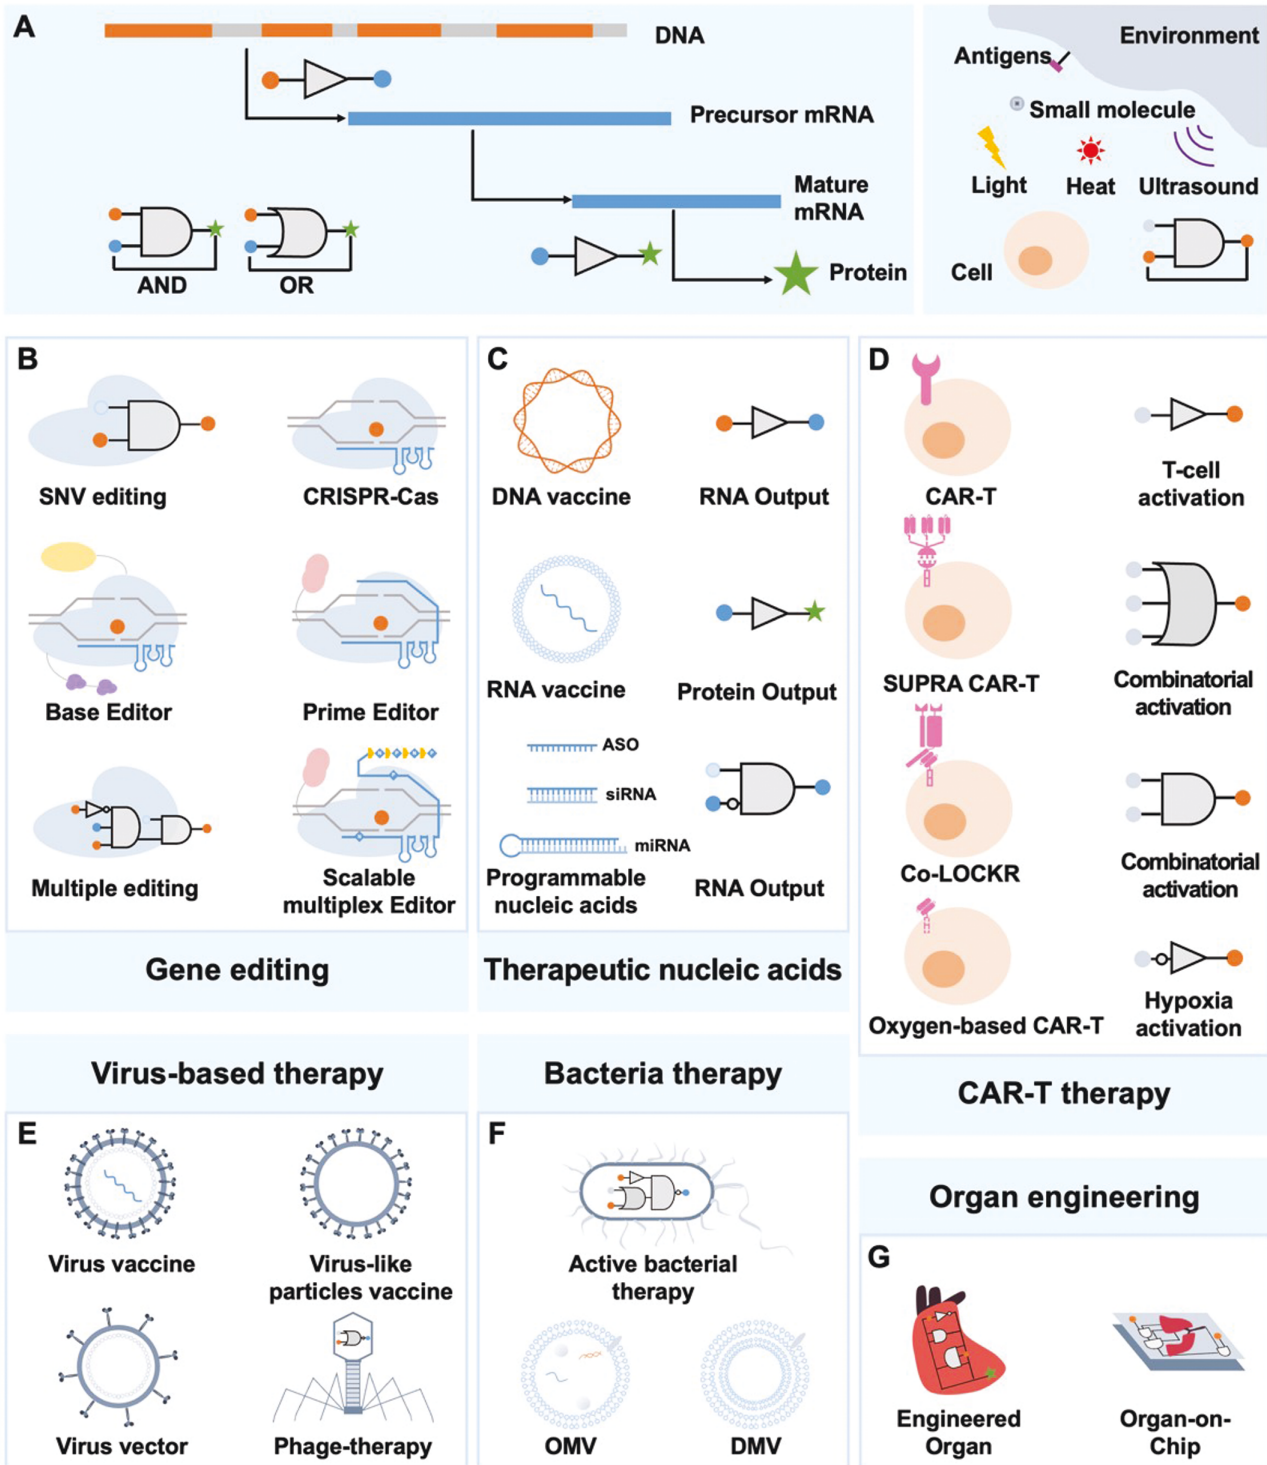 A
DNA
Precursor mRNA
Mature
mRNA
Protein
AND
OR
Environment
Antigens
Small molecule
Light
Heat
Ultrasound
Cell
B
SNV editing
CRISPR-Cas
Base Editor
Prime Editor
Multiple editing
Scalable
multiplex Editor
Gene editing
C
DNA vaccine
RNA Output
RNA vaccine
Protein Output
ASO
siRNA
miRNA
Programmable
nucleic acids
RNA Output
Therapeutic nucleic acids
D
CAR-T
T-cell
activation
SUPRA CAR-T
Combinatorial
activation
Co-LOCKR
Combinatorial
activation
Oxygen-based CAR-T
Hypoxia
activation
CAR-T therapy
Virus-based therapy
E
Virus vaccine
Virus-like
particles vaccine
Virus vector
Phage-therapy
Bacteria therapy
F
Active bacterial
therapy
OMV
DMV
Organ engineering
G
Engineered
Organ
Organ-on-
Chip